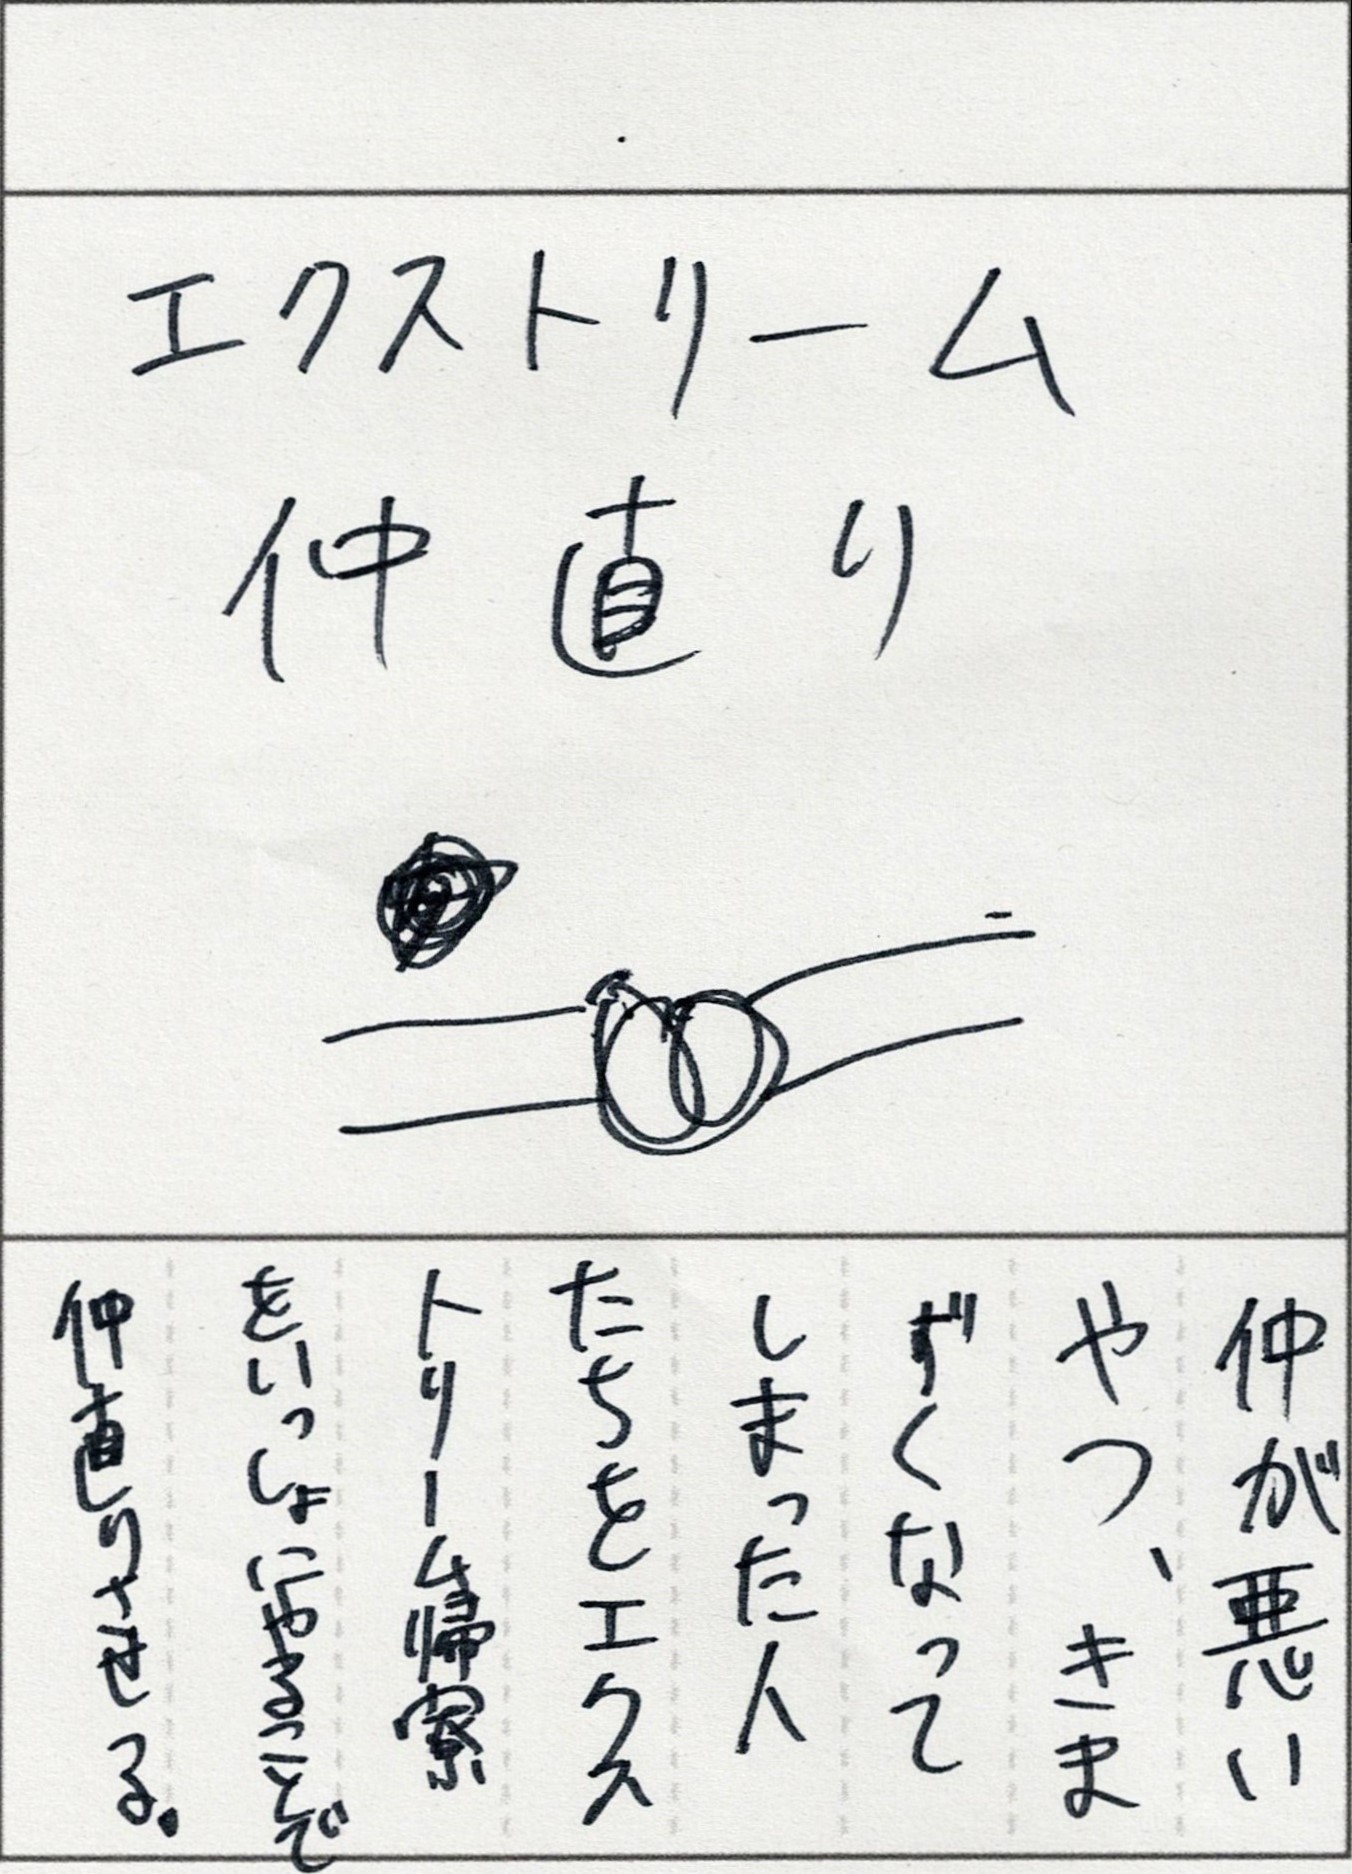 エクストリーム
仲直り
仲が悪い
やつ、きま
ずくなって
しまった人
たちをエクス
トリーム帰寮
をいっしょにやることで
仲直りさせる。